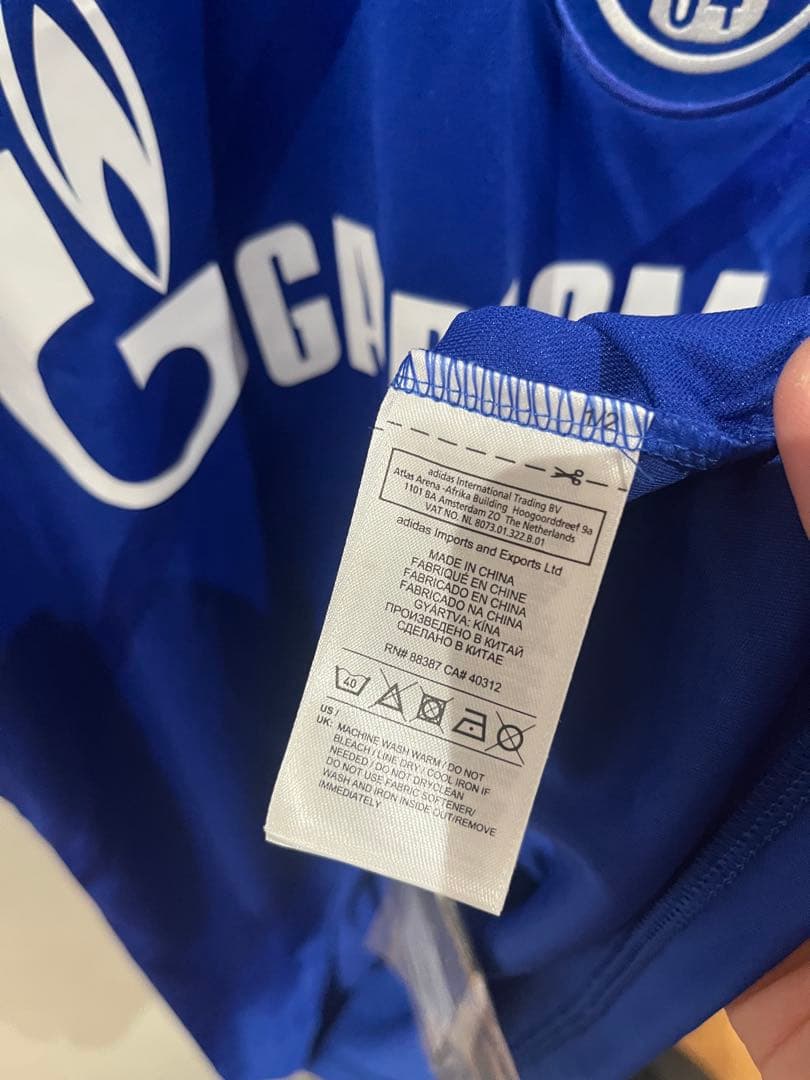 04
GA
OM
1/2
adidas International Trading BV
Atlas Arena -Afrika Building Hoogoorddreef 9a
1101 BA Amsterdam ZO The Netherlands
VAT NO. NL 8073.01.322.B.01
adidas Imports and Exports Ltd
MADE IN CHINA
FABRIQUÉ EN CHINE
FABRICADO EN CHINA
FABRICADO NA CHINA
GYÁRTVA: KÍNA
ПРОИЗВЕДЕНО В КИТАЙ
СДЕЛАНО В КИТАЕ
RN# 88387 CA# 40312
40
US /
UK: MACHINE WASH WARM / DO NOT
BLEACH / LINE DRY / COOL IRON IF
NEEDED / DO NOT DRYCLEAN
DO NOT USE FABRIC SOFTENER/
WASH AND IRON INSIDE OUT/REMOVE
IMMEDIATELY